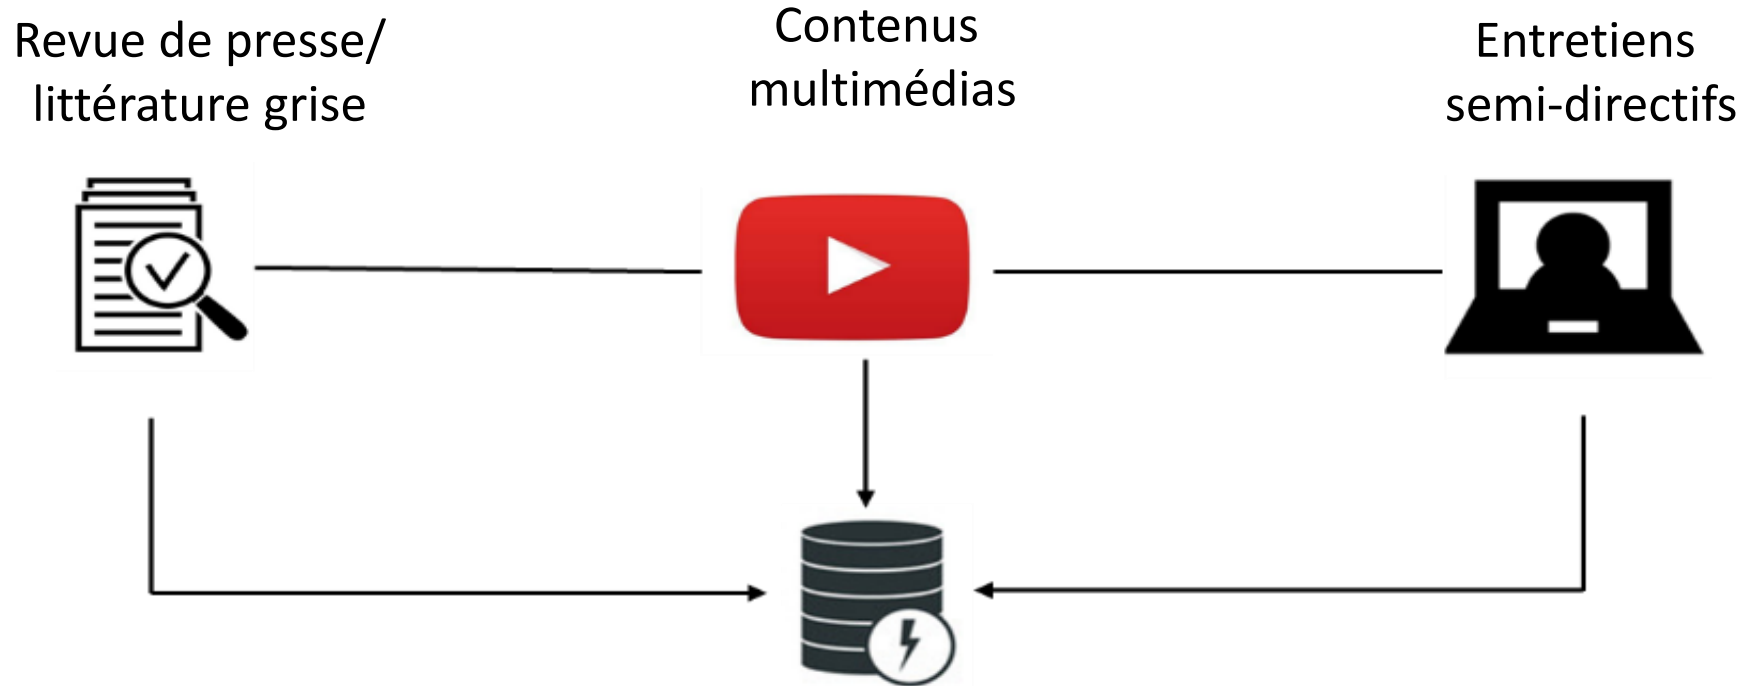 Revue de presse/
littérature grise
Contenus
multimédias
Entretiens
semi-directifs